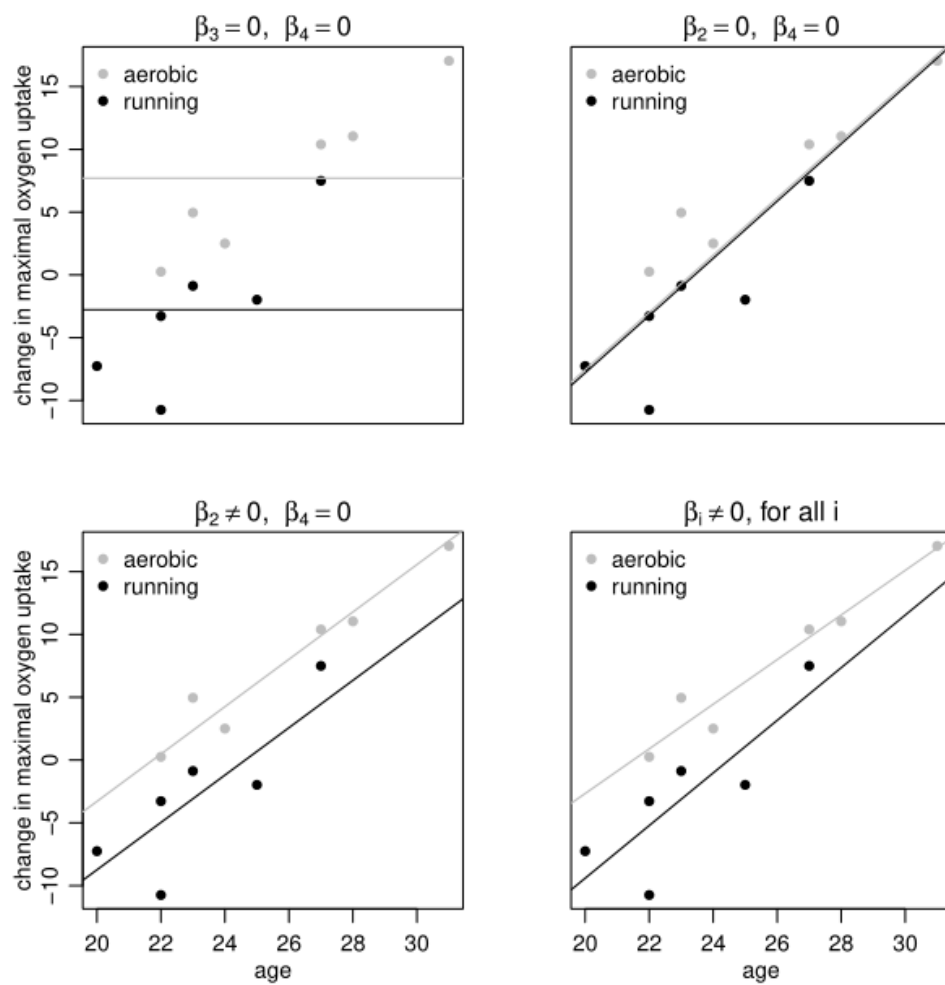 β₃ = 0, β₄ = 0
aerobic
running
change in maximal oxygen uptake
15
10
5
0
−5
−10
β₂ = 0, β₄ = 0
aerobic
running
β₂ ≠ 0, β₄ = 0
aerobic
running
change in maximal oxygen uptake
15
10
5
0
−5
−10
20 22 24 26 28 30
age
βᵢ ≠ 0, for all i
aerobic
running
20 22 24 26 28 30
age